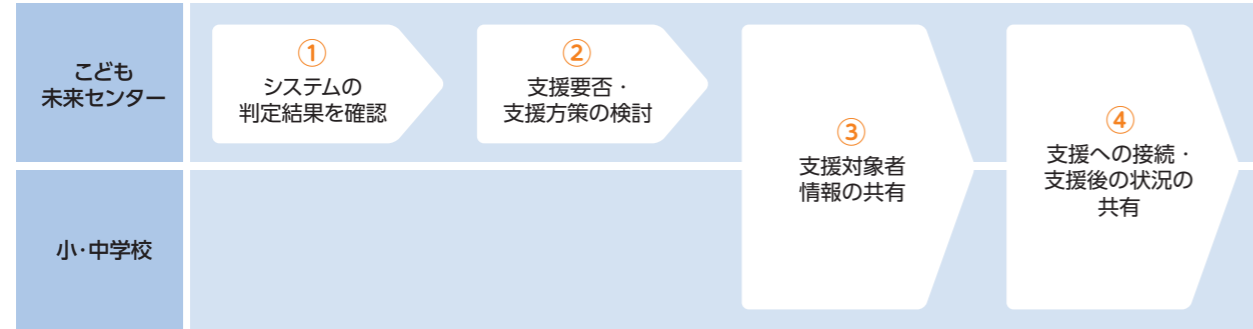 こども
未来センター
①
システムの
判定結果を確認
②
支援要否・
支援方策の検討
③
支援対象者
情報の共有
④
支援への接続・
支援後の状況の
共有
小・中学校